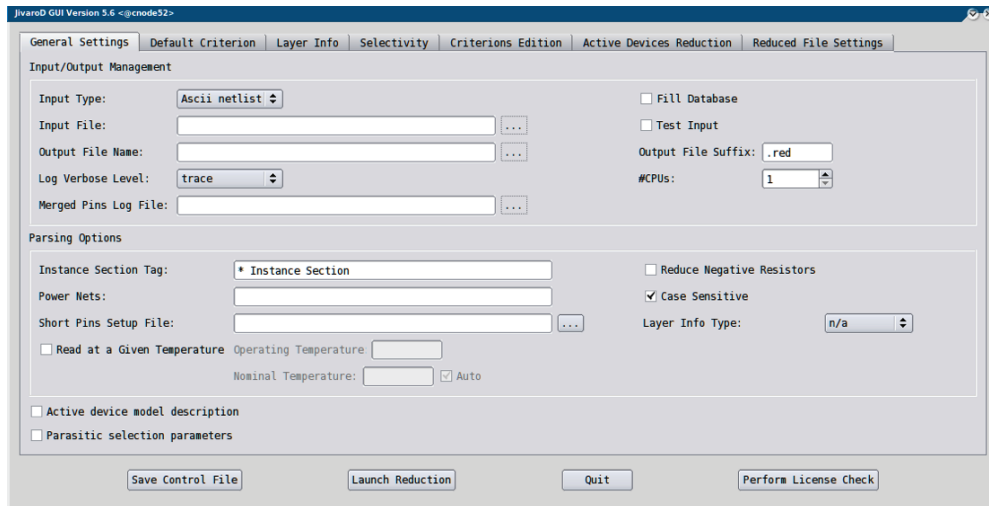 JivaroD GUI Version 5.6 <@cnode52>
General Settings Default Criterion Layer Info Selectivity Criterions Edition Active Devices Reduction Reduced File Settings
Input/Output Management
Input Type: Ascii netlist Fill Database
Input File: ... Test Input
Output File Name: ... Output File Suffix: .red
Log Verbose Level: trace #CPUs: 1
Merged Pins Log File: ...
Parsing Options
Instance Section Tag: * Instance Section Reduce Negative Resistors
Power Nets: Case Sensitive
Short Pins Setup File: ... Layer Info Type: n/a
Read at a Given Temperature Operating Temperature
Nominal Temperature: Auto
Active device model description
Parasitic selection parameters
Save Control File Launch Reduction Quit Perform License Check